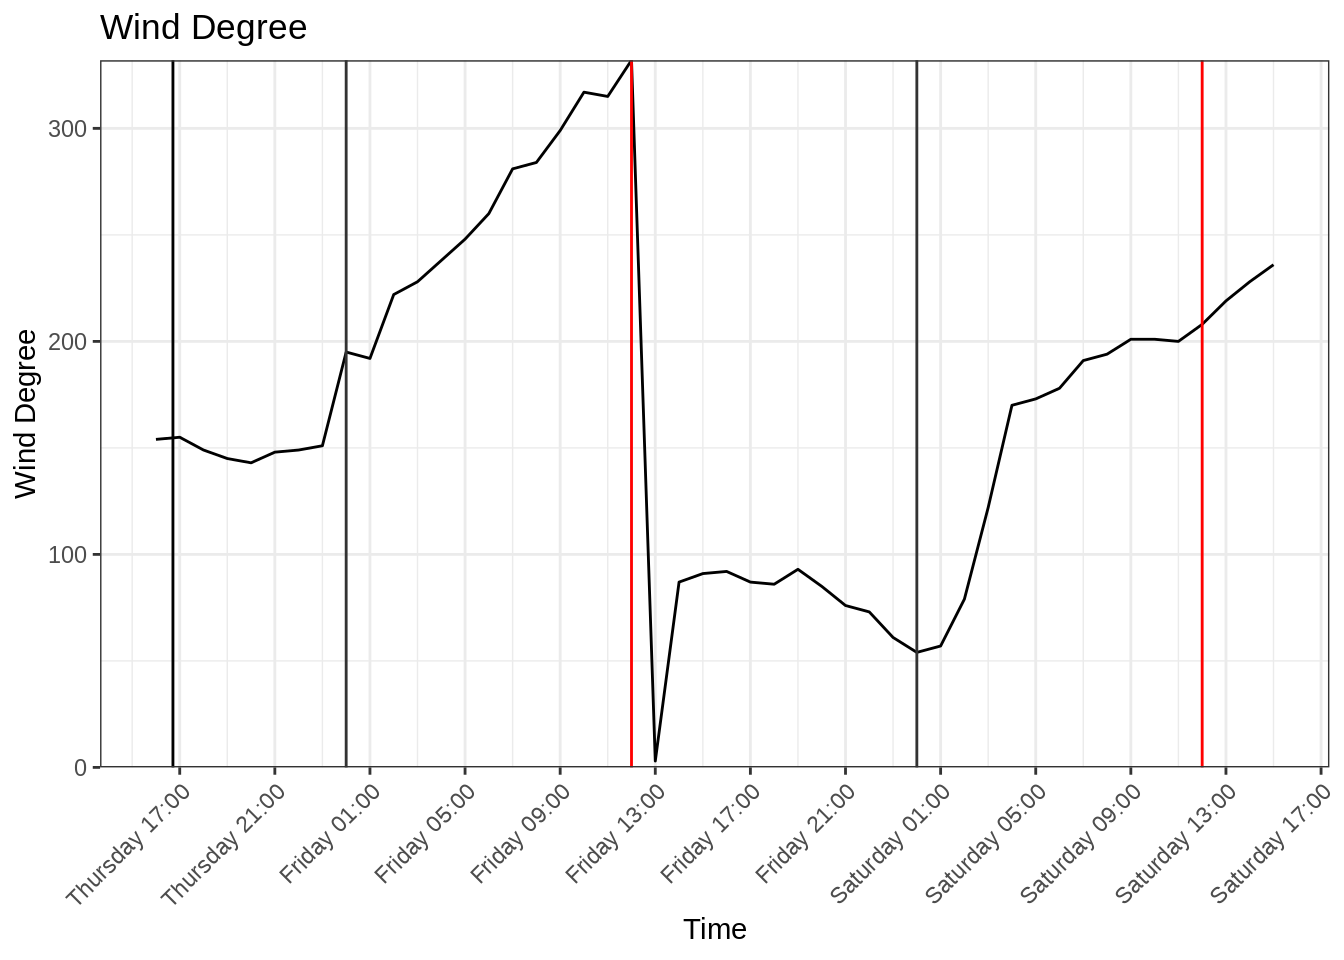 Wind Degree
Wind Degree
300
200
100
0
Thursday 17:00
Thursday 21:00
Friday 01:00
Friday 05:00
Friday 09:00
Friday 13:00
Friday 17:00
Friday 21:00
Saturday 01:00
Saturday 05:00
Saturday 09:00
Saturday 13:00
Saturday 17:00
Time